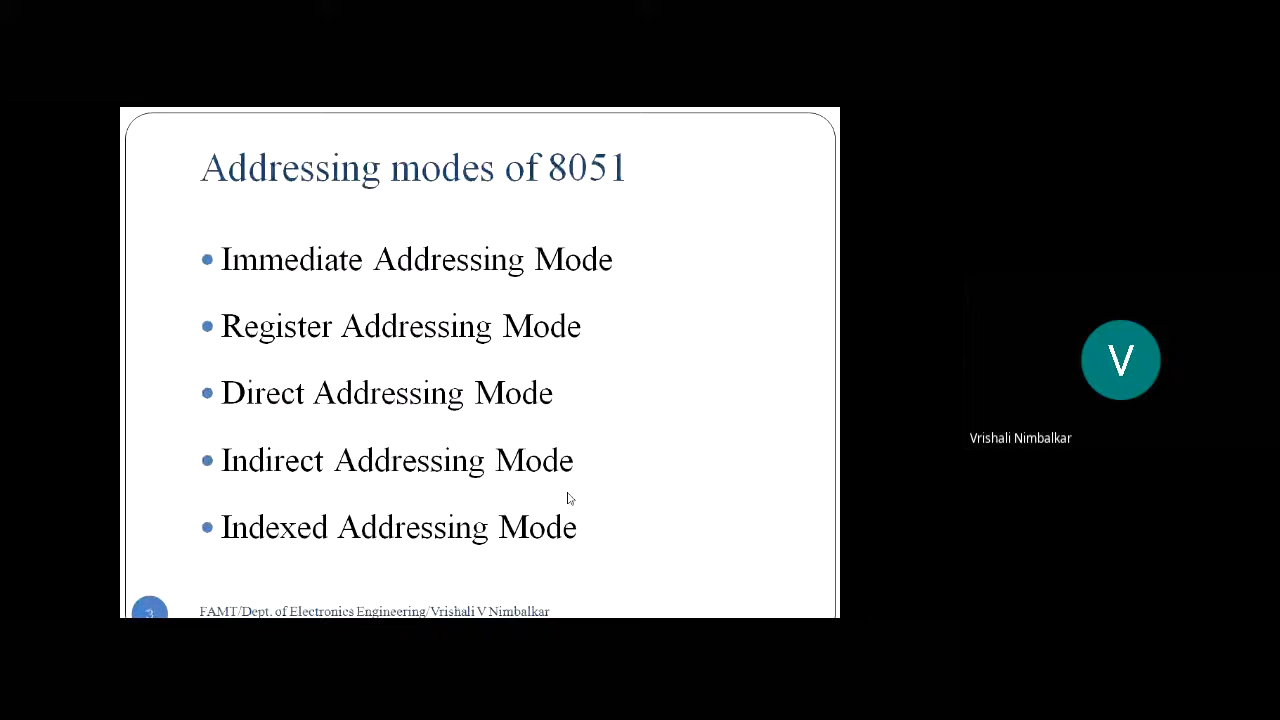 Addressing modes of 8051
Immediate Addressing Mode
Register Addressing Mode
Direct Addressing Mode
Indirect Addressing Mode
Indexed Addressing Mode
3
FAMT/Dept. of Electronics Engineering/Vrishali V Nimbalkar
V
Vrishali Nimbalkar